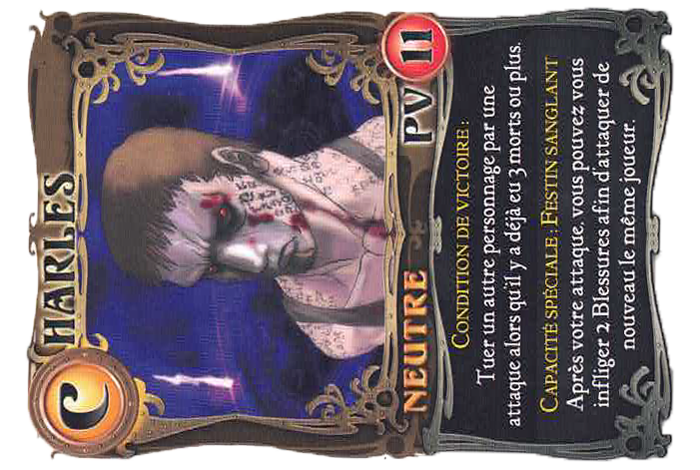 CHARLES
NEUTRE PV 11
CONDITION DE VICTOIRE :
Tuer un autre personnage par une
attaque alors qu'il y a déjà eu 3 morts ou plus.
CAPACITÉ SPÉCIALE : FESTIN SANGLANT
Après votre attaque, vous pouvez vous
infliger 2 Blessures afin d'attaquer de
nouveau le même joueur.